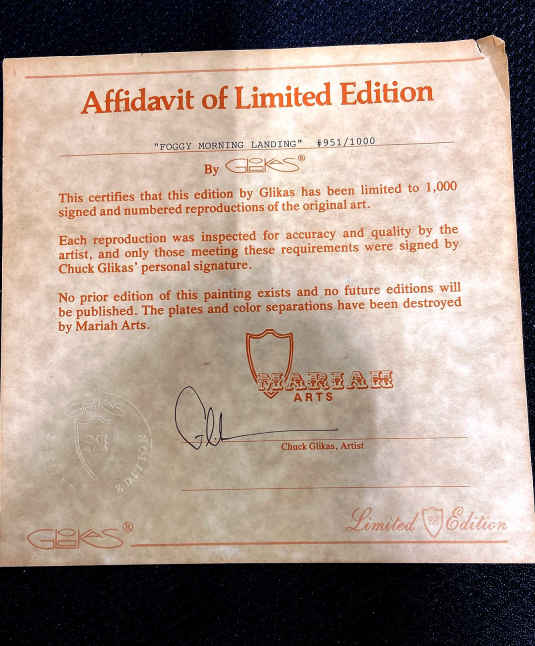 Affidavit of Limited Edition
"FOGGY MORNING LANDING" #951/1000
By GLIKAS®
This certifies that this edition by Glikas has been limited to 1,000
signed and numbered reproductions of the original art.
Each reproduction was inspected for accuracy and quality by the
artist, and only those meeting these requirements were signed by
Chuck Glikas' personal signature.
No prior edition of this painting exists and no future editions will
be published. The plates and color separations have been destroyed
by Mariah Arts.
MARIAH
ARTS
Chuck Glikas, Artist
EDITION
Limited Edition
GLIKAS®